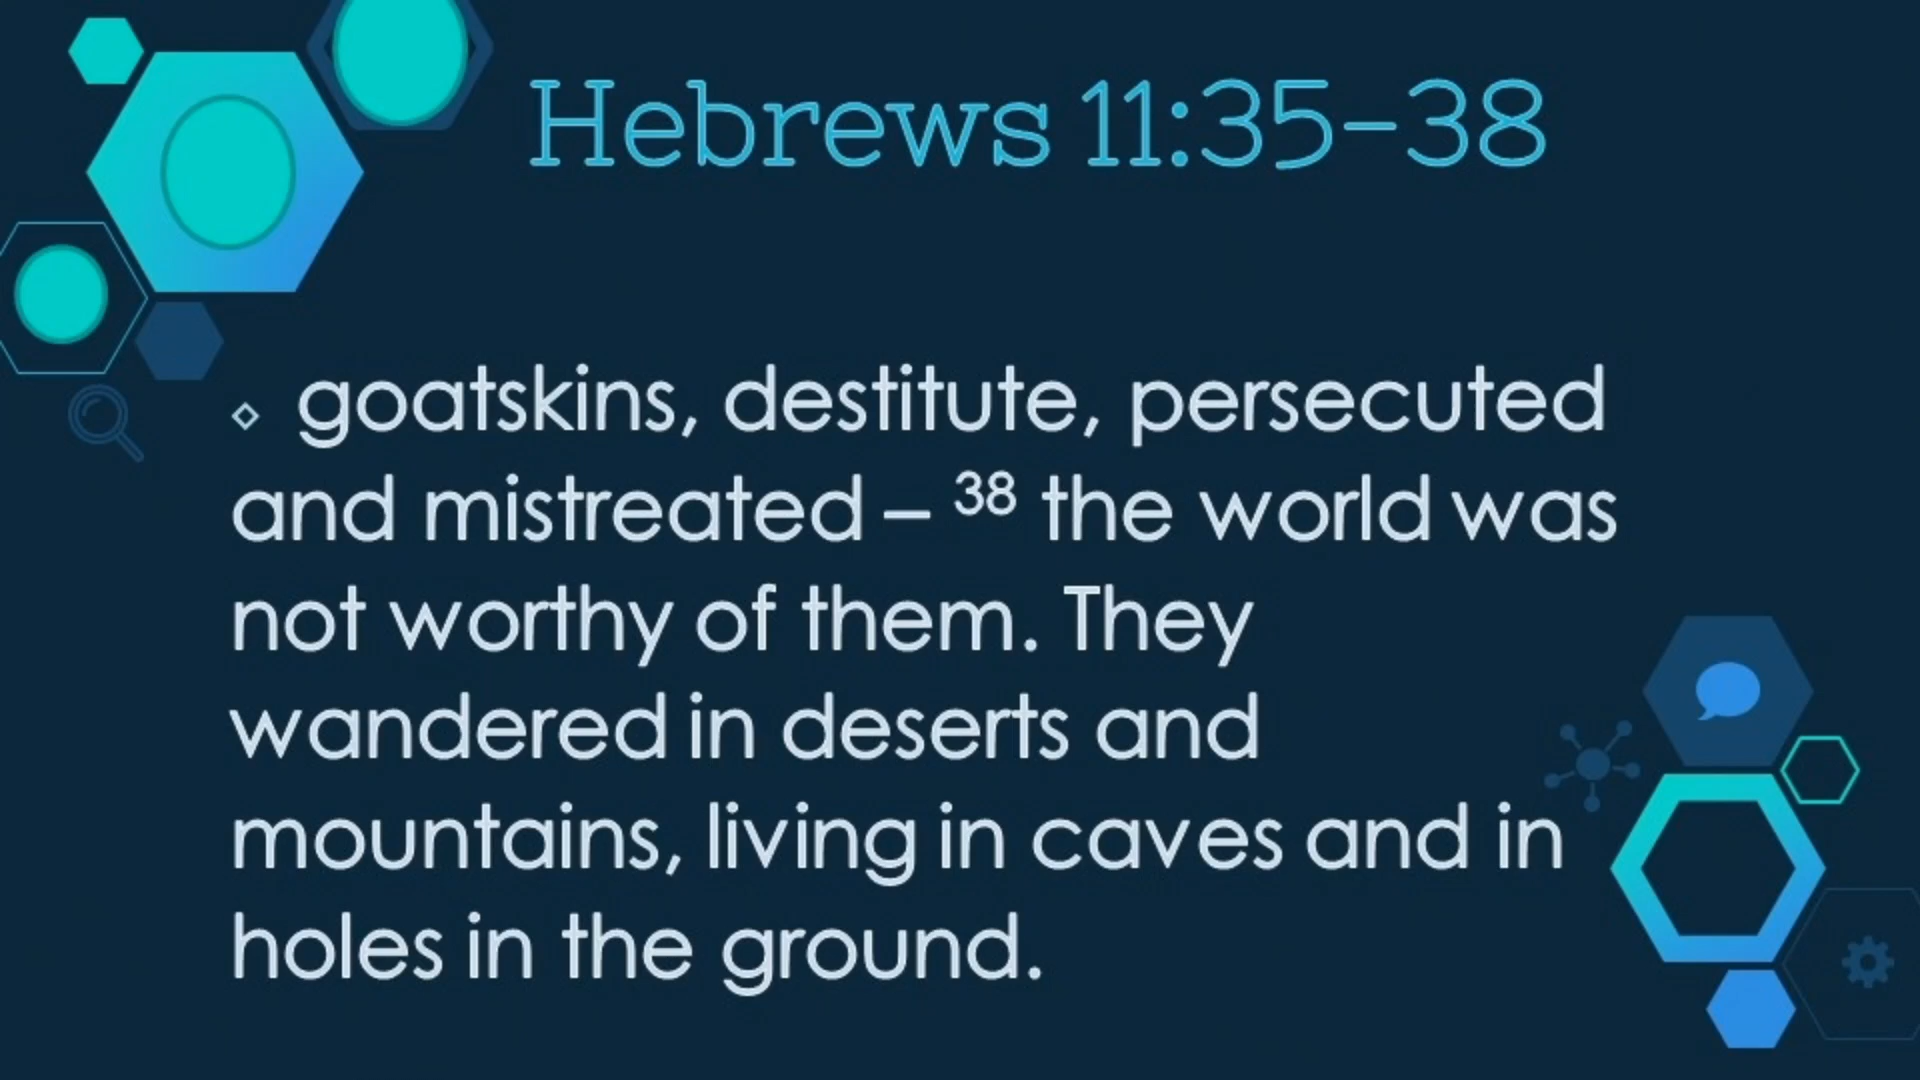 Hebrews 11:35–38
⋄ goatskins, destitute, persecuted
and mistreated – ³⁸ the world was
not worthy of them. They
wandered in deserts and
mountains, living in caves and in
holes in the ground.